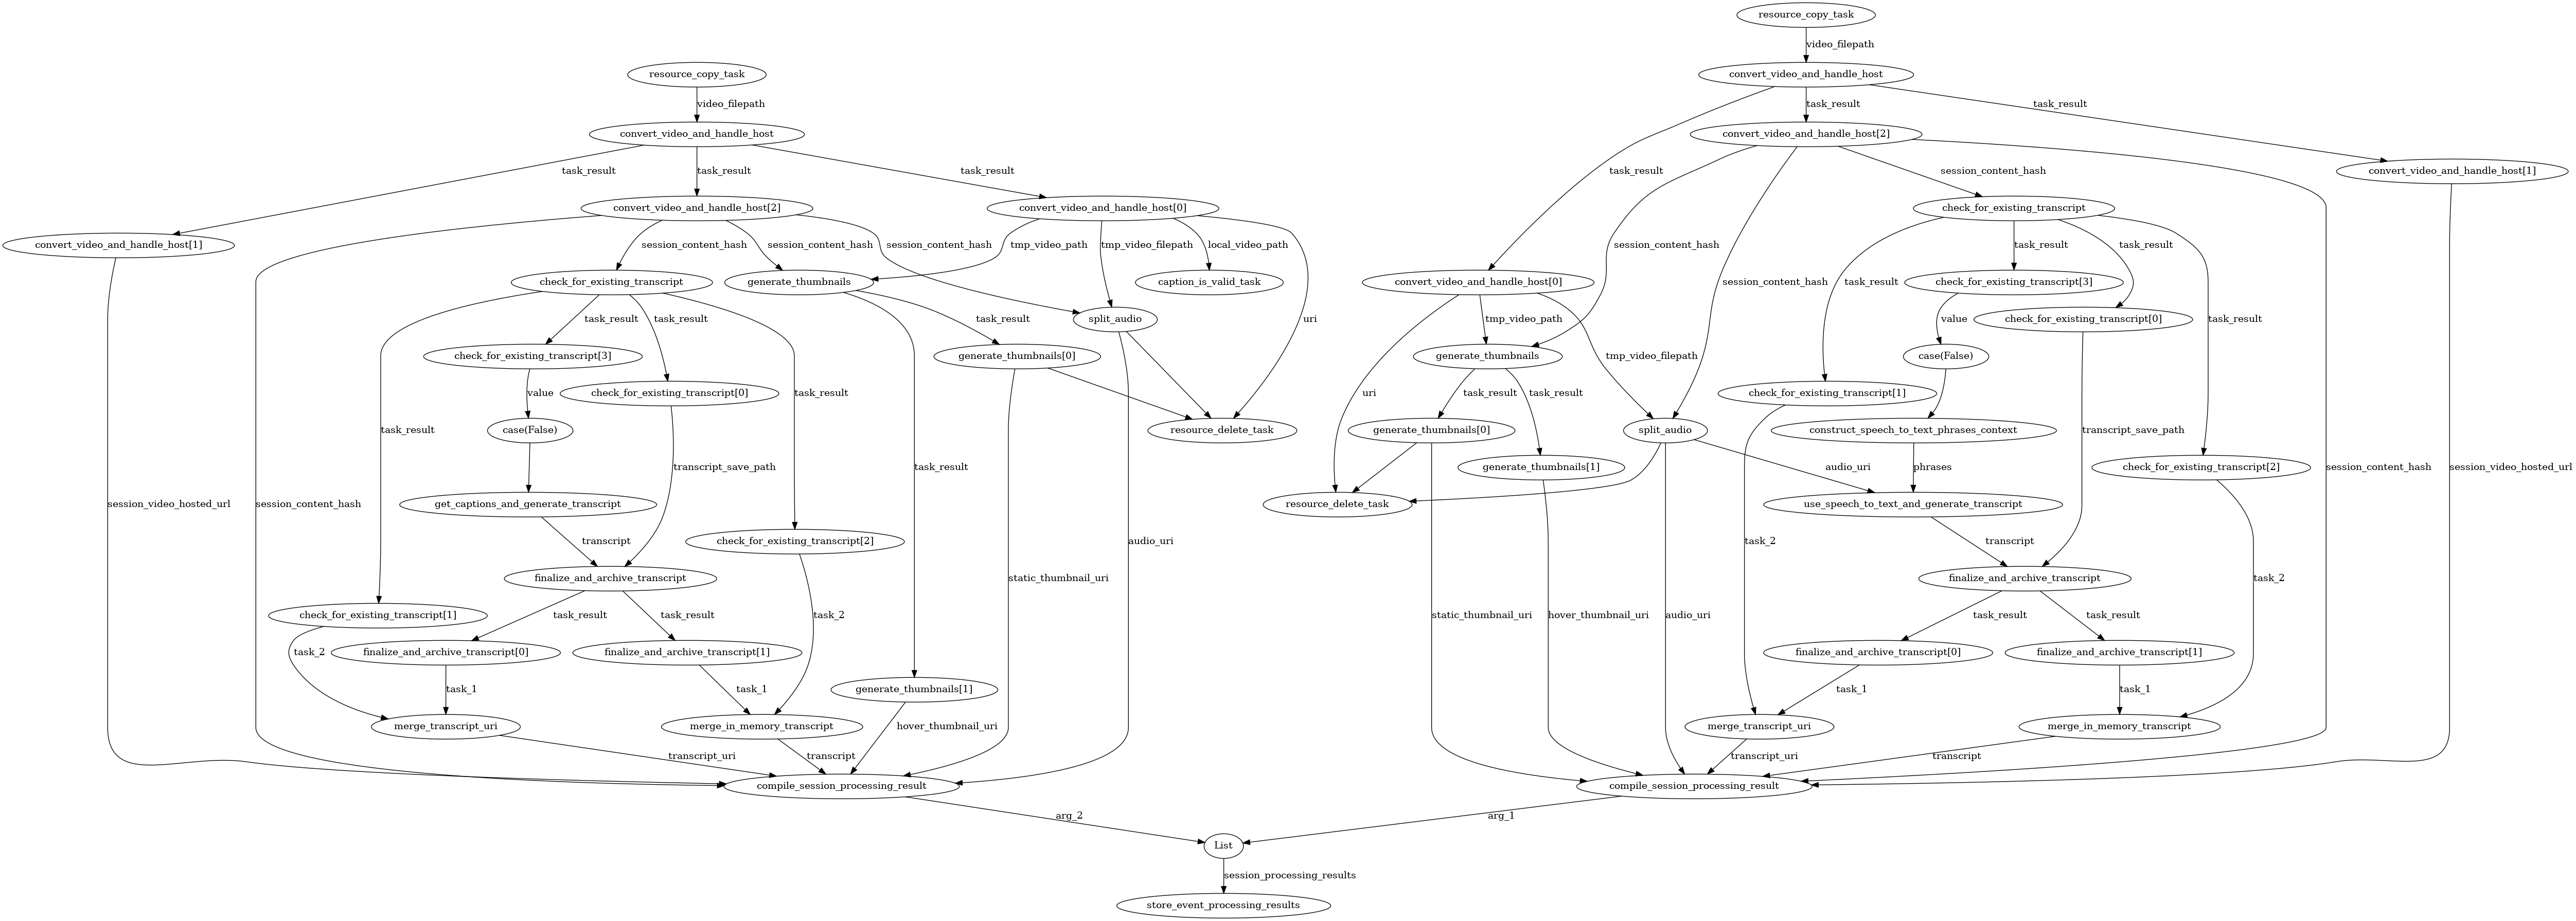 resource_copy_task
video_filepath
resource_copy_task
convert_video_and_handle_host
video_filepath
task_result
task_result
task_result
convert_video_and_handle_host
convert_video_and_handle_host[2]
task_result
task_result
task_result
task_result
session_content_hash
convert_video_and_handle_host[1]
convert_video_and_handle_host[2]
convert_video_and_handle_host[0]
check_for_existing_transcript
convert_video_and_handle_host[1]
session_content_hash
session_content_hash
session_content_hash
tmp_video_path
tmp_video_filepath
local_video_path
session_content_hash
task_result
task_result
check_for_existing_transcript
generate_thumbnails
caption_is_valid_task
convert_video_and_handle_host[0]
session_content_hash
task_result
check_for_existing_transcript[3]
task_result
task_result
task_result
split_audio
uri
tmp_video_path
value
check_for_existing_transcript[0]
task_result
check_for_existing_transcript[3]
generate_thumbnails[0]
generate_thumbnails
tmp_video_filepath
case(False)
value
check_for_existing_transcript[0]
task_result
uri
task_result
task_result
check_for_existing_transcript[1]
task_result
case(False)
resource_delete_task
generate_thumbnails[0]
split_audio
construct_speech_to_text_phrases_context
transcript_save_path
transcript_save_path
task_result
generate_thumbnails[1]
audio_uri
phrases
check_for_existing_transcript[2]
session_content_hash
session_video_hosted_url
session_video_hosted_url
session_content_hash
get_captions_and_generate_transcript
resource_delete_task
use_speech_to_text_and_generate_transcript
transcript
check_for_existing_transcript[2]
audio_uri
task_2
transcript
finalize_and_archive_transcript
static_thumbnail_uri
finalize_and_archive_transcript
task_2
check_for_existing_transcript[1]
task_result
task_result
task_2
static_thumbnail_uri
hover_thumbnail_uri
audio_uri
task_result
task_result
task_2
finalize_and_archive_transcript[0]
finalize_and_archive_transcript[1]
finalize_and_archive_transcript[0]
finalize_and_archive_transcript[1]
task_1
task_1
generate_thumbnails[1]
task_1
task_1
merge_transcript_uri
merge_in_memory_transcript
hover_thumbnail_uri
merge_transcript_uri
merge_in_memory_transcript
transcript_uri
transcript
transcript_uri
transcript
compile_session_processing_result
compile_session_processing_result
arg_2
arg_1
List
session_processing_results
store_event_processing_results